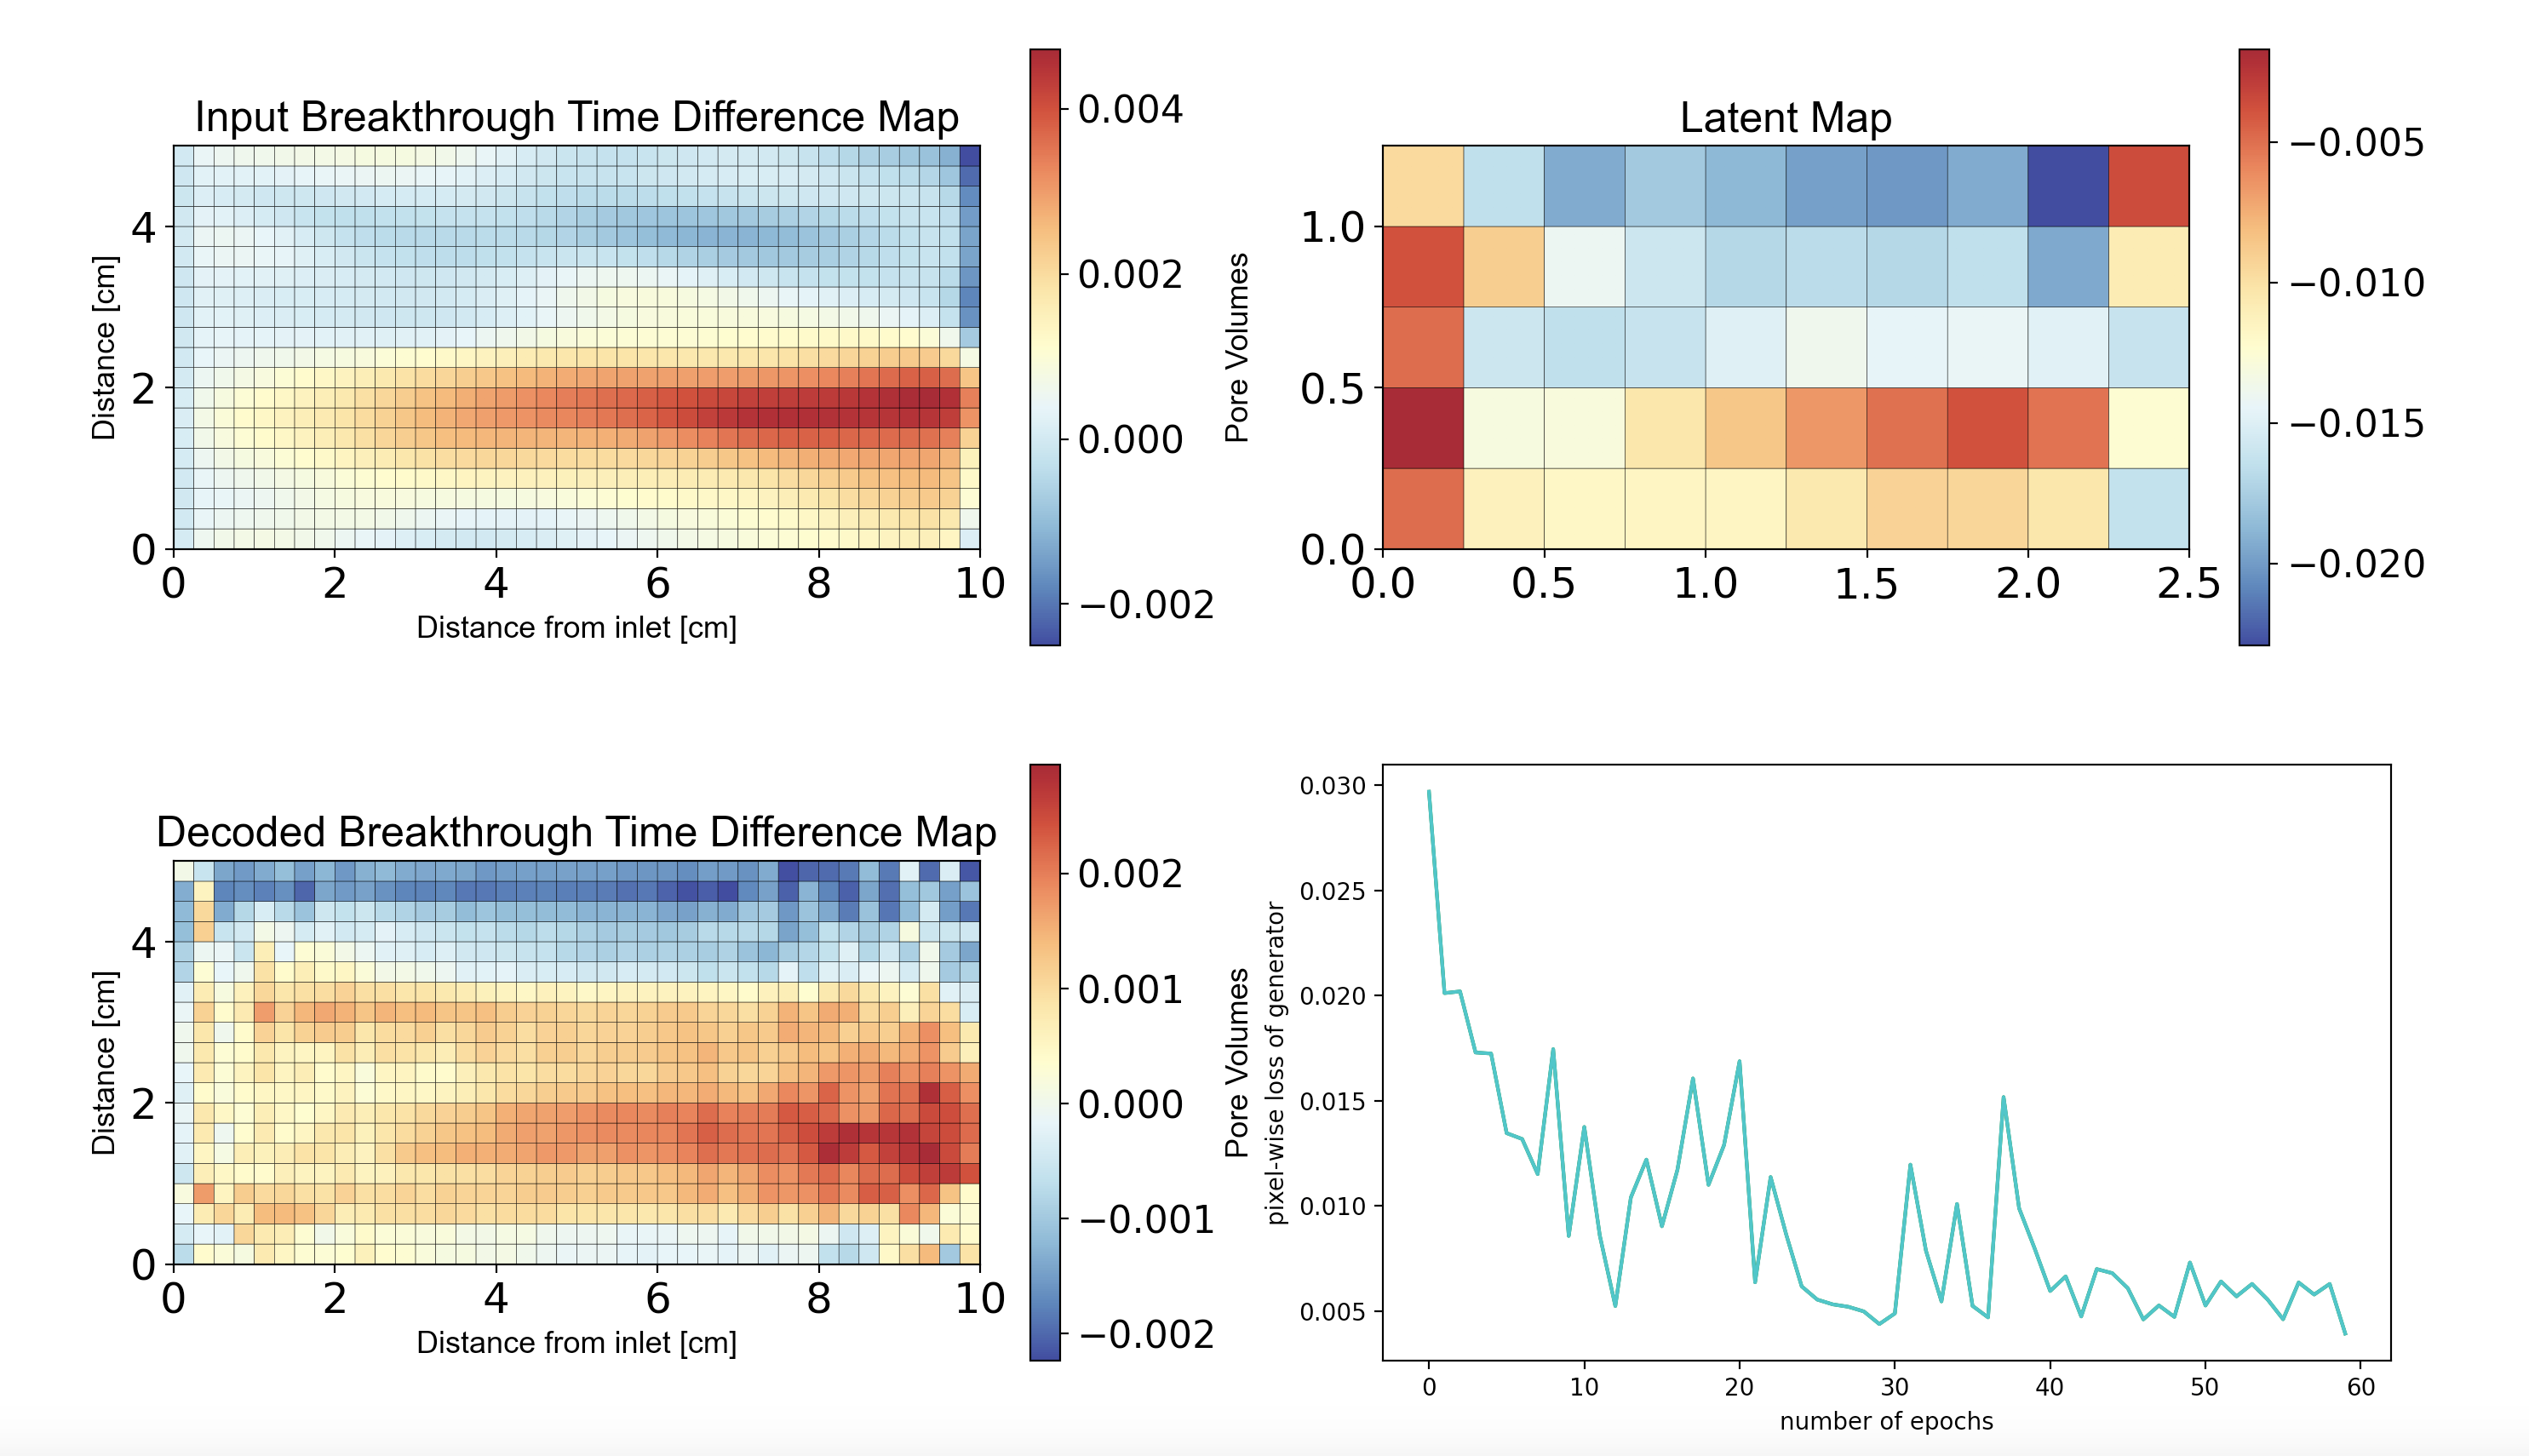 Input Breakthrough Time Difference Map
Distance [cm]
4
2
0
0 2 4 6 8 10
Distance from inlet [cm]
0.004
0.002
0.000
−0.002
Pore Volumes
Latent Map
1.0
0.5
0.0
0.0 0.5 1.0 1.5 2.0 2.5
−0.005
−0.010
−0.015
−0.020
Decoded Breakthrough Time Difference Map
Distance [cm]
4
2
0
0 2 4 6 8 10
Distance from inlet [cm]
0.002
0.001
0.000
−0.001
−0.002
Pore Volumes
pixel-wise loss of generator
0.030
0.025
0.020
0.015
0.010
0.005
0 10 20 30 40 50 60
number of epochs